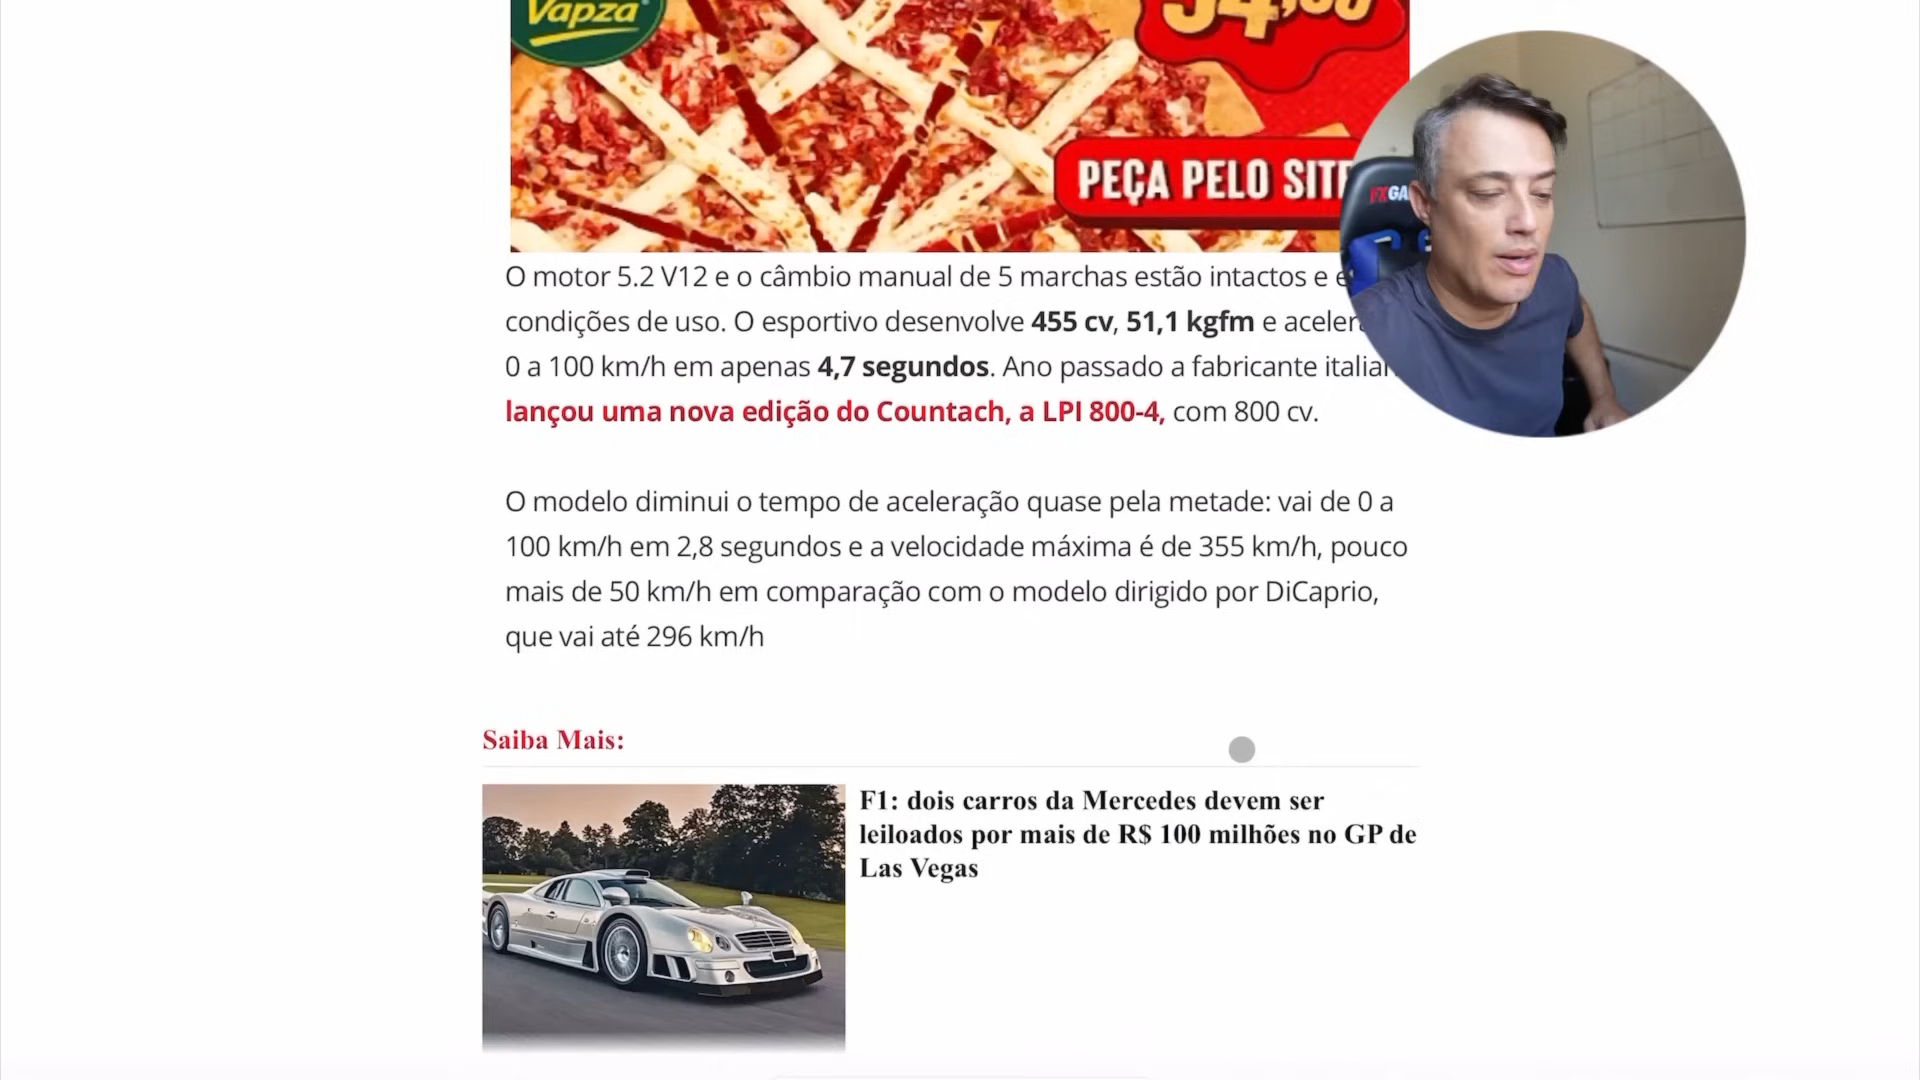 Vapza
54,
PEÇA PELO SITE
FXGA
O motor 5.2 V12 e o câmbio manual de 5 marchas estão intactos e e
condições de uso. O esportivo desenvolve 455 cv, 51,1 kgfm e aceler
0 a 100 km/h em apenas 4,7 segundos. Ano passado a fabricante italian
lançou uma nova edição do Countach, a LPI 800-4, com 800 cv.
O modelo diminui o tempo de aceleração quase pela metade: vai de 0 a
100 km/h em 2,8 segundos e a velocidade máxima é de 355 km/h, pouco
mais de 50 km/h em comparação com o modelo dirigido por DiCaprio,
que vai até 296 km/h
Saiba Mais:
F1: dois carros da Mercedes devem ser
leiloados por mais de R$ 100 milhões no GP de
Las Vegas